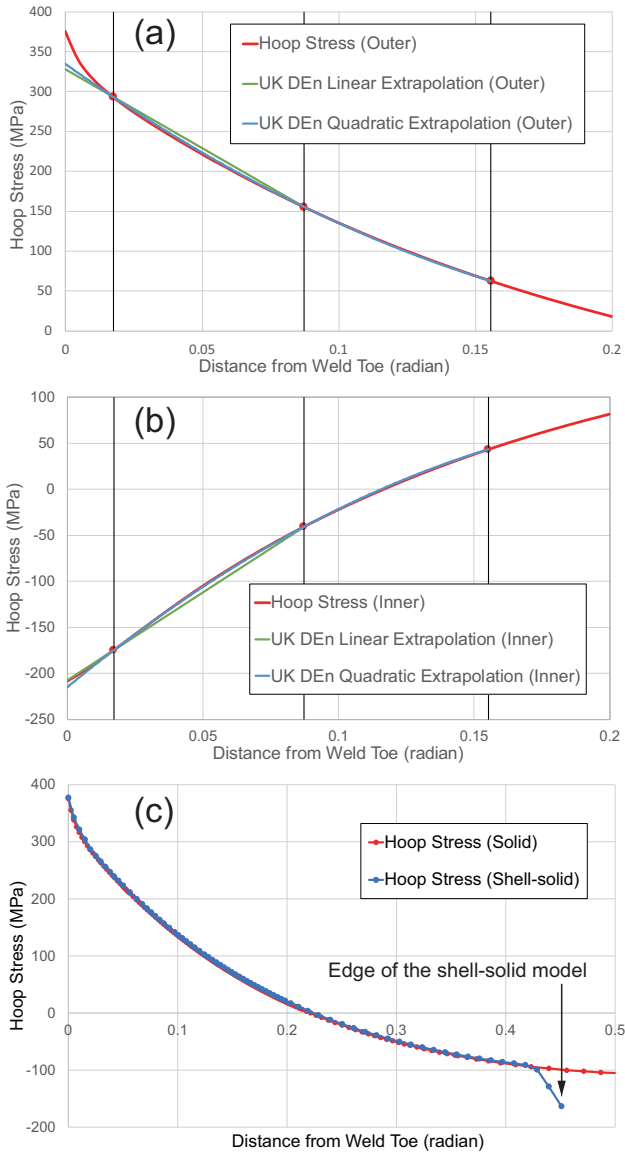 (a)
400
350
300
250
200
150
100
50
0
Hoop Stress (MPa)
Hoop Stress (Outer)
UK DEn Linear Extrapolation (Outer)
UK DEn Quadratic Extrapolation (Outer)
0 0.05 0.1 0.15 0.2
Distance from Weld Toe (radian)
(b)
100
50
0
-50
-100
-150
-200
-250
Hoop Stress (MPa)
Hoop Stress (Inner)
UK DEn Linear Extrapolation (Inner)
UK DEn Quadratic Extrapolation (Inner)
0 0.05 0.1 0.15 0.2
Distance from Weld Toe (radian)
(c)
400
300
200
100
0
-100
-200
Hoop Stress (MPa)
Hoop Stress (Solid)
Hoop Stress (Shell-solid)
Edge of the shell-solid model
0 0.1 0.2 0.3 0.4 0.5
Distance from Weld Toe (radian)